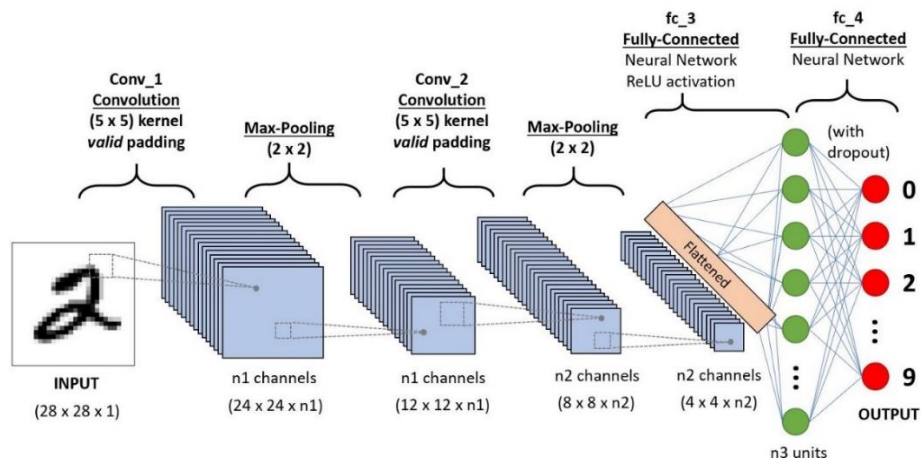 fc_3
Fully-Connected
Neural Network
ReLU activation
fc_4
Fully-Connected
Neural Network
Conv_1
Convolution
(5 x 5) kernel
valid padding
Max-Pooling
(2 x 2)
Conv_2
Convolution
(5 x 5) kernel
valid padding
Max-Pooling
(2 x 2)
(with
dropout)
Flattened
0
1
2
9
INPUT
(28 x 28 x 1)
n1 channels
(24 x 24 x n1)
n1 channels
(12 x 12 x n1)
n2 channels
(8 x 8 x n2)
n2 channels
(4 x 4 x n2)
n3 units
OUTPUT
2